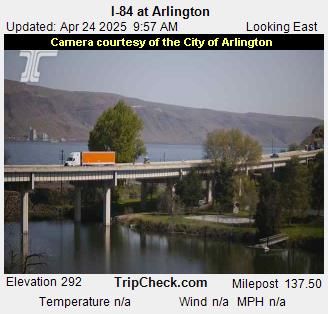 I-84 at Arlington
Updated: Apr 24 2025 9:57 AM Looking East
Camera courtesy of the City of Arlington
Elevation 292 TripCheck.com Milepost 137.50
Temperature n/a Wind n/a MPH n/a